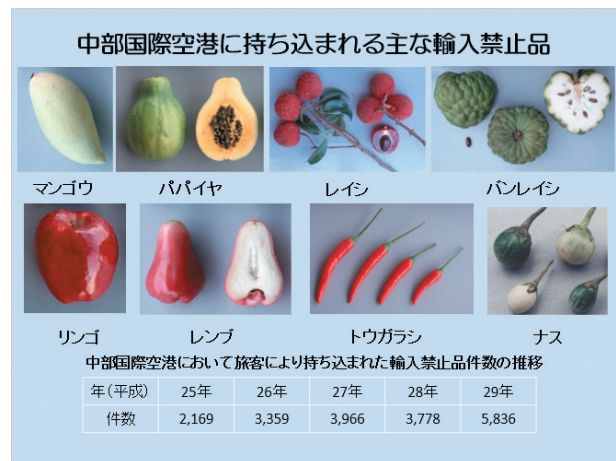 中部国際空港に持ち込まれる主な輸入禁止品
マンゴウ パパイヤ レイシ バンレイシ
リンゴ レンブ トウガラシ ナス
中部国際空港において旅客により持ち込まれた輸入禁止品件数の推移
年(平成) 25年 26年 27年 28年 29年
件数 2,169 3,359 3,966 3,778 5,836